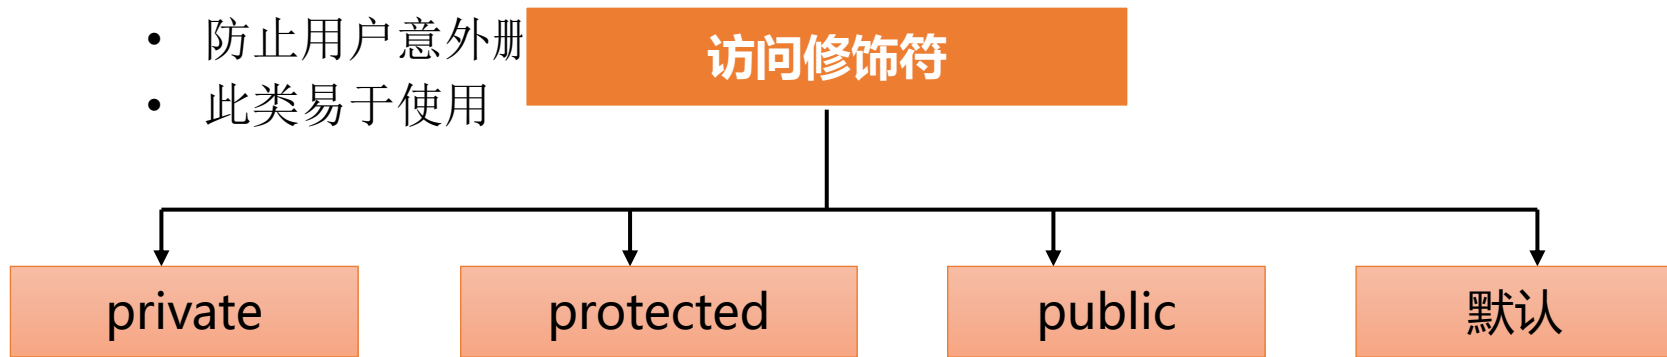 • 防止用户意外删
• 此类易于使用
访问修饰符
private
protected
public
默认